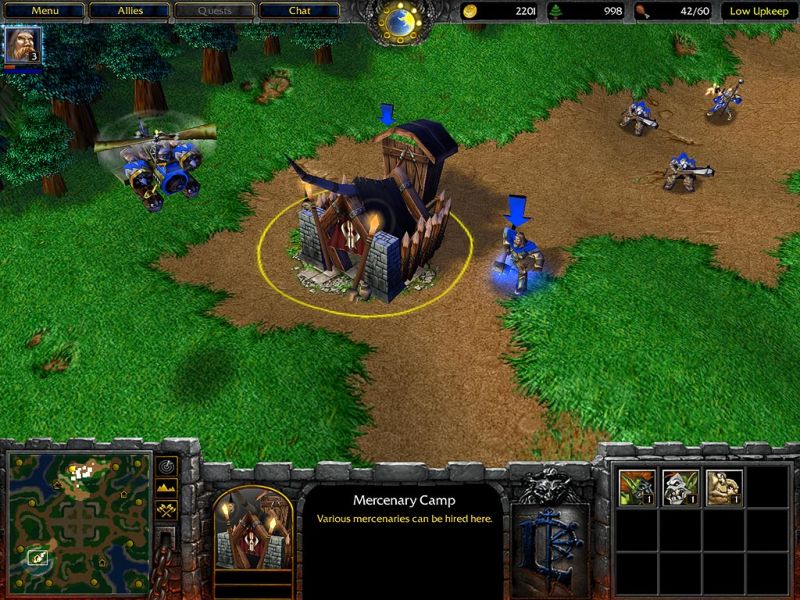 Menu
Allies
Quests
Chat
2201
998
42/60
Low Upkeep
3
Mercenary Camp
Various mercenaries can be hired here.
1
1
1